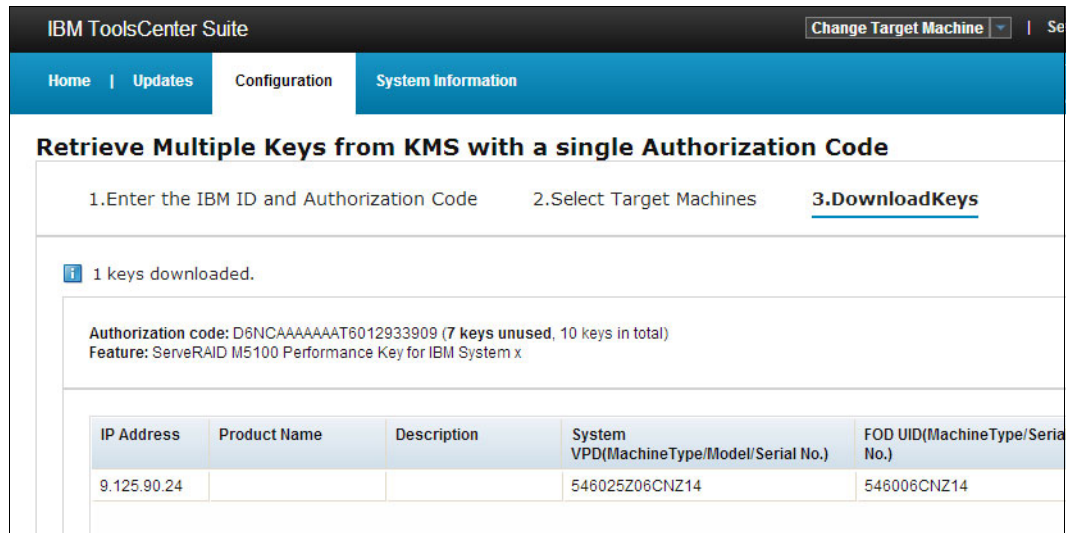 IBM ToolsCenter Suite Change Target Machine | Se
Home | Updates Configuration System Information
Retrieve Multiple Keys from KMS with a single Authorization Code
1.Enter the IBM ID and Authorization Code 2.Select Target Machines 3.DownloadKeys
1 keys downloaded.
Authorization code: D6NCAAAAAAAT6012933909 (7 keys unused, 10 keys in total)
Feature: ServeRAID M5100 Performance Key for IBM System x
IP Address Product Name Description System FOD UID(MachineType/Seria
VPD(MachineType/Model/Serial No.) No.)
9.125.90.24 546025Z06CNZ14 546006CNZ14